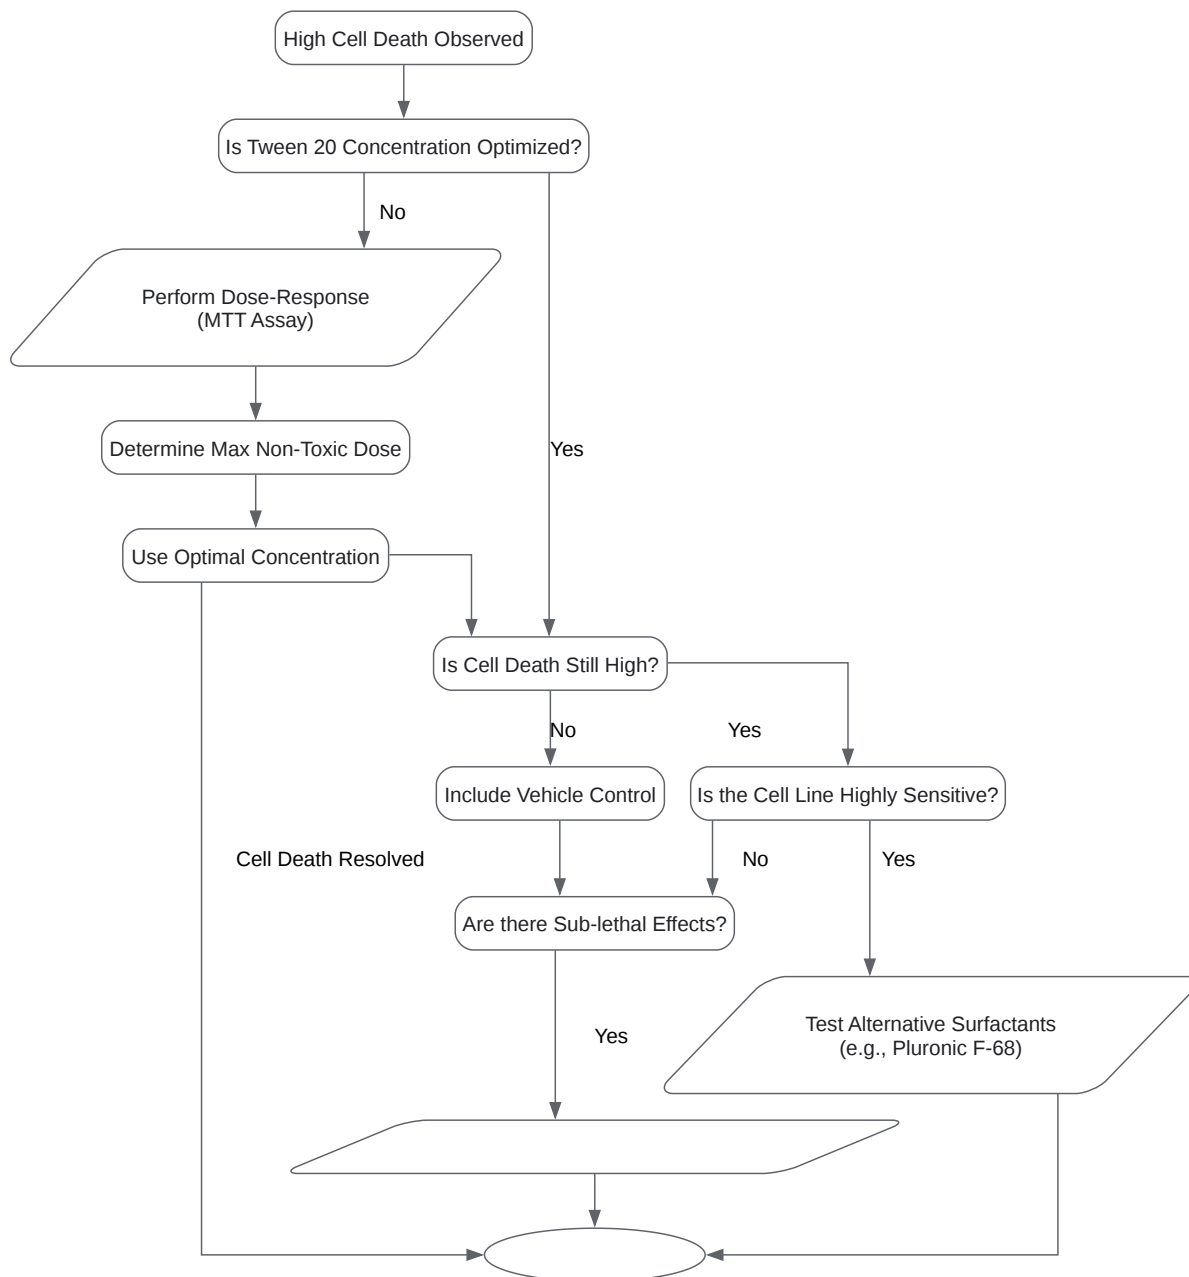 High Cell Death Observed
Is Tween 20 Concentration Optimized?
No
Perform Dose-Response
(MTT Assay)
Determine Max Non-Toxic Dose
Yes
Use Optimal Concentration
Is Cell Death Still High?
No
Yes
Include Vehicle Control
Is the Cell Line Highly Sensitive?
Cell Death Resolved
No
Yes
Are there Sub-lethal Effects?
Test Alternative Surfactants
(e.g., Pluronic F-68)
Yes